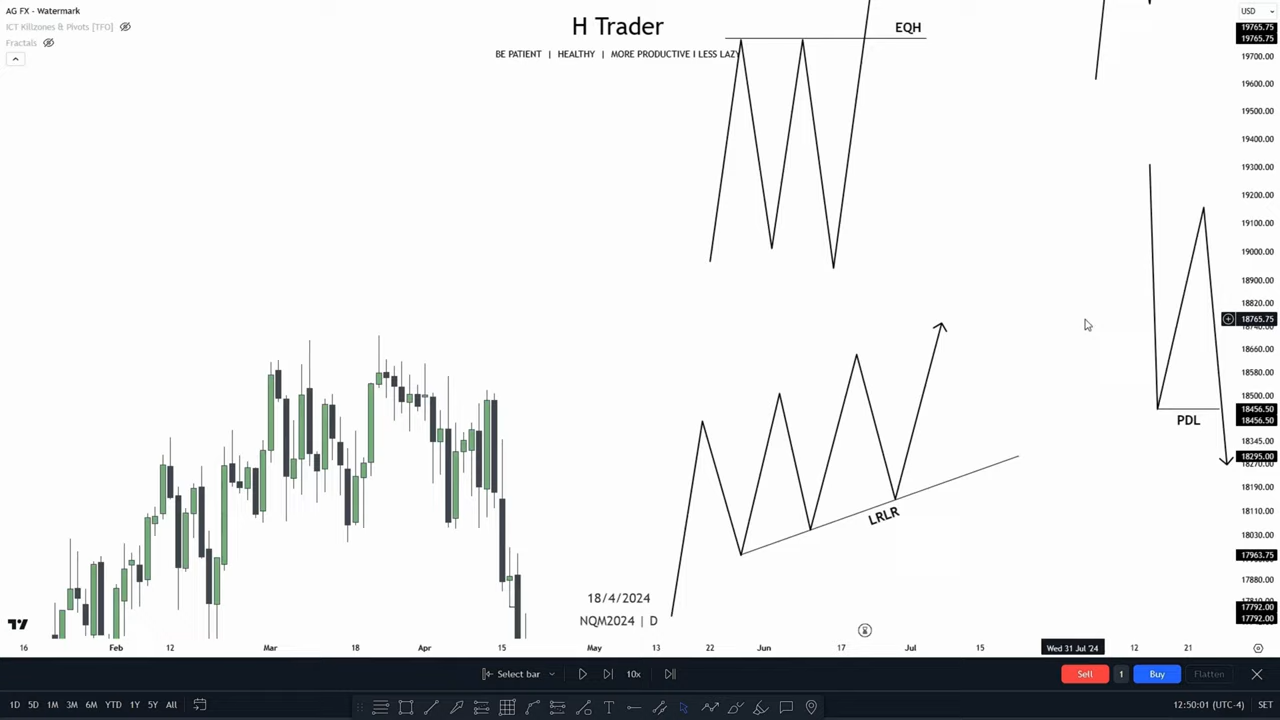 AG FX - Watermark
ICT Killzones & Pivots [TFO]
Fractals
H Trader
BE PATIENT | HEALTHY | MORE PRODUCTIVE I LESS LAZY
EQH
USD
19765.75
19765.75
19700.00
19600.00
19500.00
19400.00
19300.00
19200.00
19100.00
19000.00
18900.00
18820.00
18765.75
18740.00
18660.00
18580.00
18500.00
18456.50
18456.50
18345.00
18295.00
18270.00
18190.00
18110.00
18030.00
17963.75
17880.00
17792.00
17792.00
PDL
LRLR
18/4/2024
NQM2024 | D
16 Feb 12 Mar 18 Apr 15 May 13 22 Jun 17 Jul 15 Wed 31 Jul '24 12 21
Select bar 10x Sell 1 Buy Flatten
1D 5D 1M 3M 6M YTD 1Y 5Y All
12:50:01 (UTC-4) SET